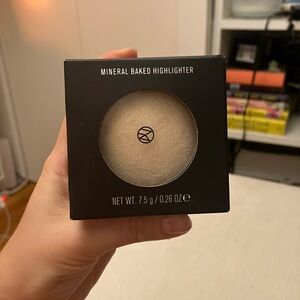 MINERAL BAKED HIGHLIGHTER
NET WT. 7.5 g / 0.26 OZ ℮